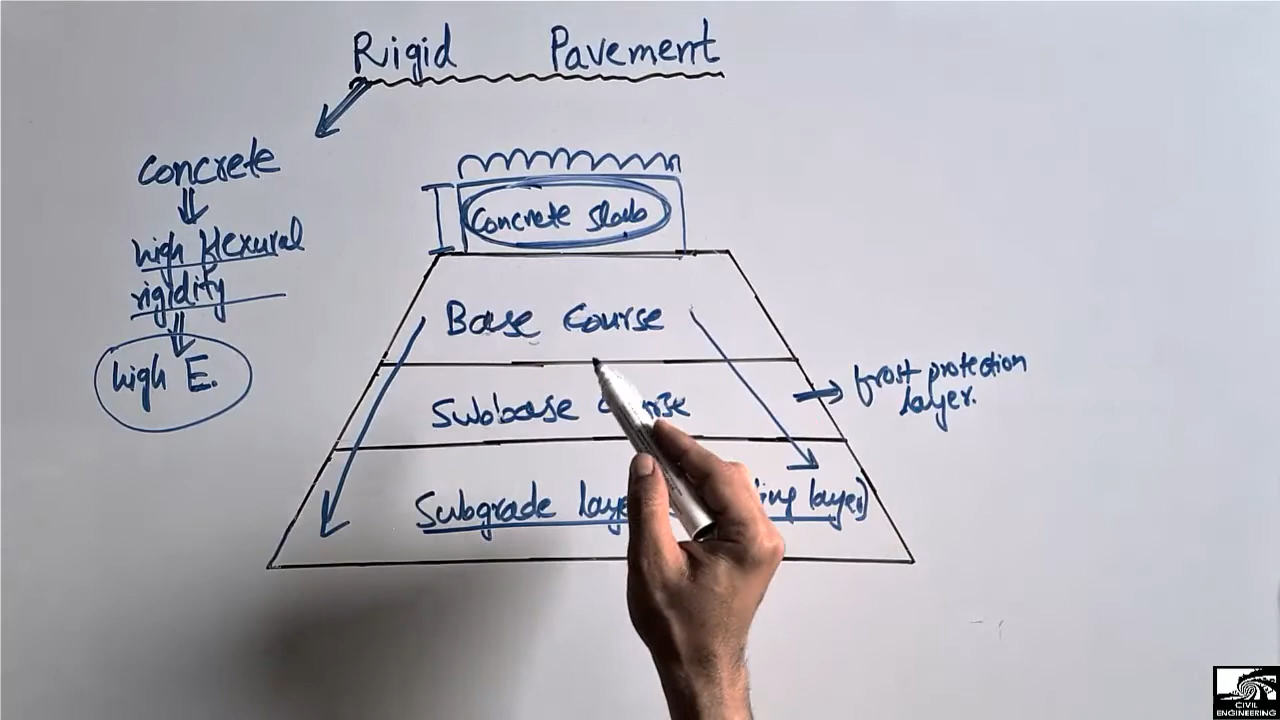 Rigid Pavement
Concrete
high flexural
rigidity
high E.
Concrete slab
Base Course
Subbase
frost protection
layer.
Subgrade layer)
CIVIL
ENGINEERING